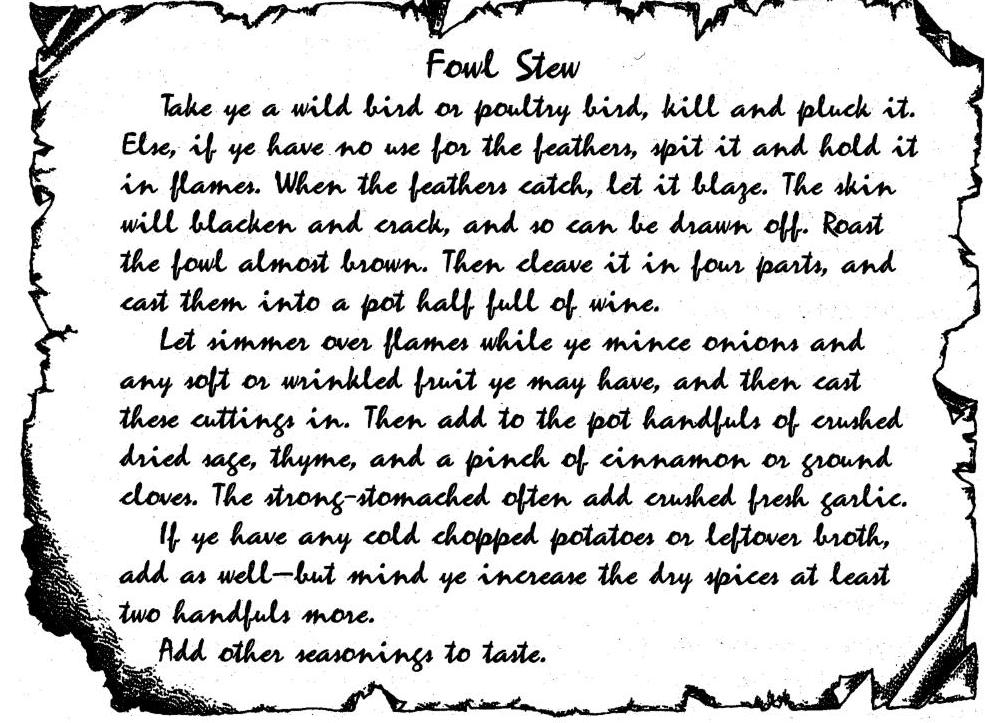 Fowl Stew
Take ye a wild bird or poultry bird, kill and pluck it.
Else, if ye have no use for the feathers, spit it and hold it
in flames. When the feathers catch, let it blaze. The skin
will blacken and crack, and so can be drawn off. Roast
the fowl almost brown. Then cleave it in four parts, and
cast them into a pot half full of wine.
Let simmer over flames while ye mince onions and
any soft or wrinkled fruit ye may have, and then cast
these cuttings in. Then add to the pot handfuls of crushed
dried sage, thyme, and a pinch of cinnamon or ground
cloves. The strong-stomached often add crushed fresh garlic.
If ye have any cold chopped potatoes or leftover broth,
add as well—but mind ye increase the dry spices at least
two handfuls more.
Add other seasonings to taste.